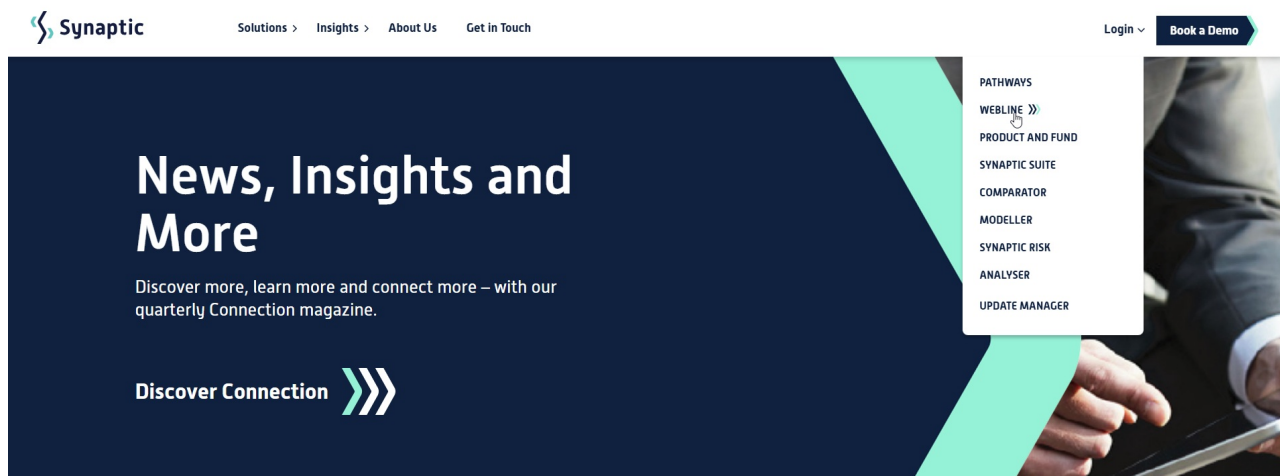 Synaptic
Solutions >
Insights >
About Us
Get in Touch
Login
Book a Demo
PATHWAYS
WEBLINE
PRODUCT AND FUND
SYNAPTIC SUITE
COMPARATOR
MODELLER
SYNAPTIC RISK
ANALYSER
UPDATE MANAGER
News, Insights and
More
Discover more, learn more and connect more – with our
quarterly Connection magazine.
Discover Connection